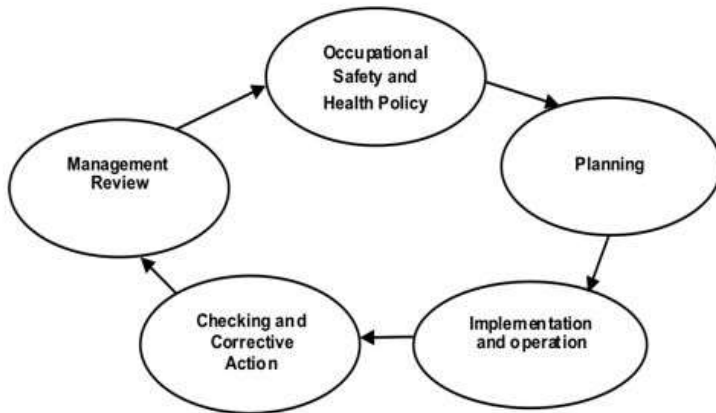 Occupational
Safety and
Health Policy
Planning
Implementation
and operation
Checking and
Corrective
Action
Management
Review